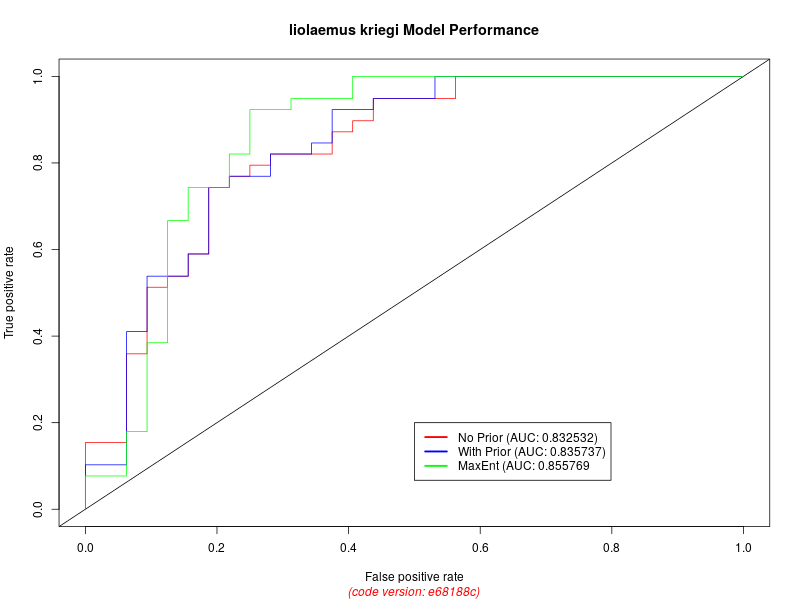 liolaemus kriegi Model Performance
1.0
0.8
0.6
0.4
0.2
0.0
True positive rate
No Prior (AUC: 0.832532)
With Prior (AUC: 0.835737)
MaxEnt (AUC: 0.855769
0.0 0.2 0.4 0.6 0.8 1.0
False positive rate
(code version: e68188c)